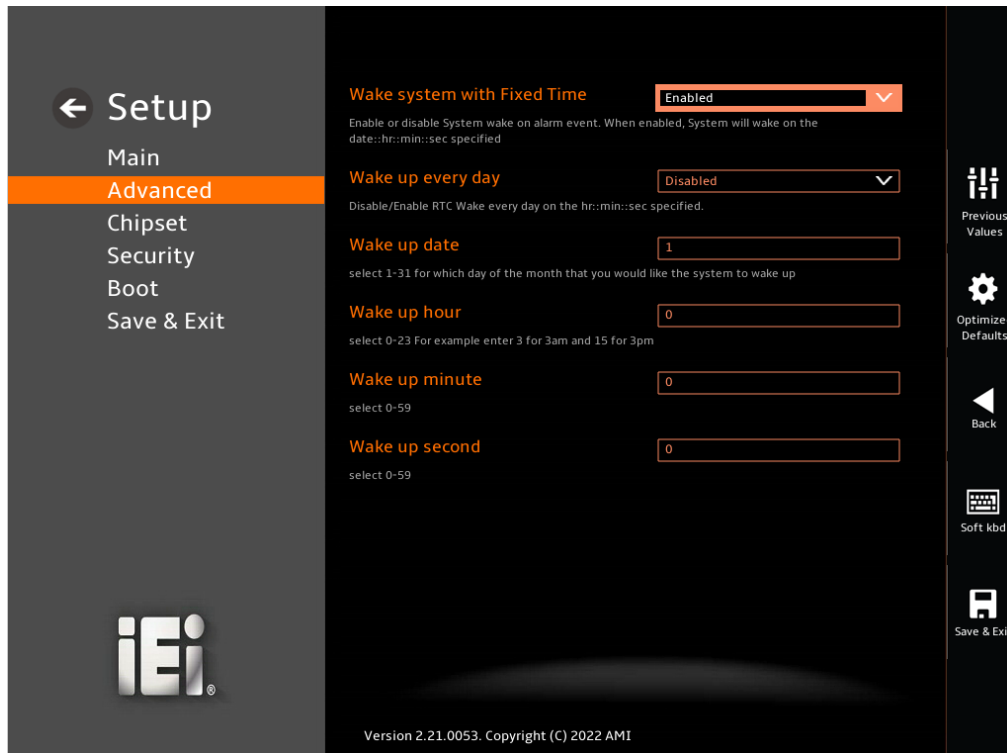 Setup
Main
Advanced
Chipset
Security
Boot
Save & Exit
iEi®
Wake system with Fixed Time
Enabled
Enable or disable System wake on alarm event. When enabled, System will wake on the
date::hr::min::sec specified
Wake up every day
Disabled
Disable/Enable RTC Wake every day on the hr::min::sec specified.
Wake up date
1
select 1-31 for which day of the month that you would like the system to wake up
Wake up hour
0
select 0-23 For example enter 3 for 3am and 15 for 3pm
Wake up minute
0
select 0-59
Wake up second
0
select 0-59
Version 2.21.0053. Copyright (C) 2022 AMI
Previous
Values
Optimize
Defaults
Back
Soft kbd
Save & Exi